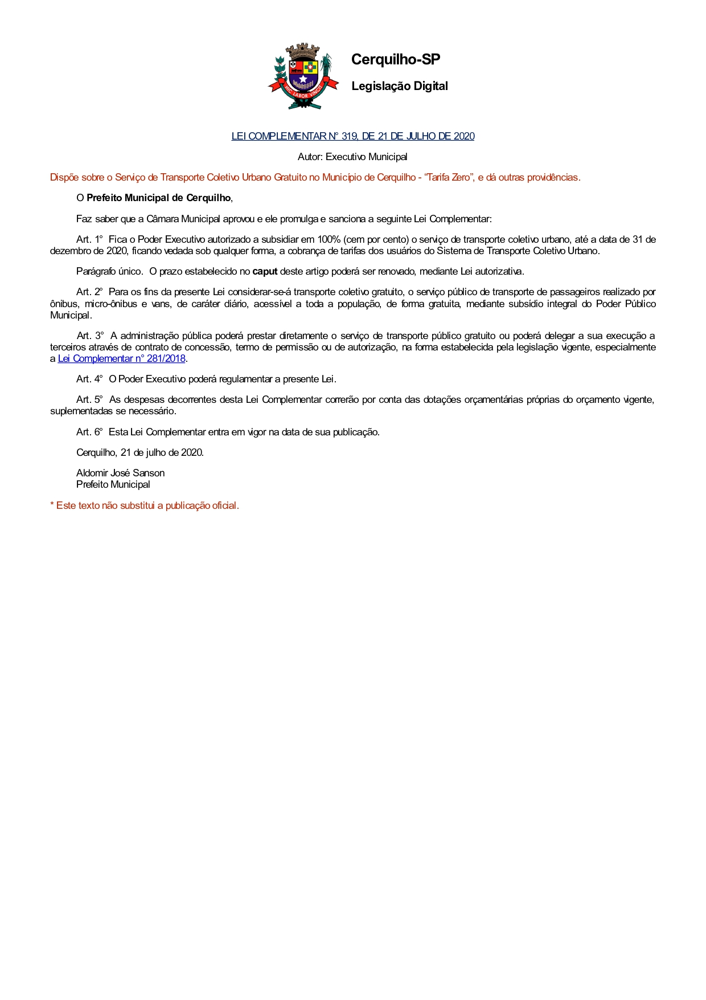 HIC LABOR VINCIT
Cerquilho-SP
Legislação Digital
LEI COMPLEMENTAR N° 319, DE 21 DE JULHO DE 2020
Autor: Executivo Municipal
Dispõe sobre o Serviço de Transporte Coletivo Urbano Gratuito no Município de Cerquilho - “Tarifa Zero”, e dá outras providências.
O Prefeito Municipal de Cerquilho,
Faz saber que a Câmara Municipal aprovou e ele promulga e sanciona a seguinte Lei Complementar:
Art. 1° Fica o Poder Executivo autorizado a subsidiar em 100% (cem por cento) o serviço de transporte coletivo urbano, até a data de 31 de
dezembro de 2020, ficando vedada sob qualquer forma, a cobrança de tarifas dos usuários do Sistema de Transporte Coletivo Urbano.
Parágrafo único. O prazo estabelecido no caput deste artigo poderá ser renovado, mediante Lei autorizativa.
Art. 2° Para os fins da presente Lei considerar-se-á transporte coletivo gratuito, o serviço público de transporte de passageiros realizado por
ônibus, micro-ônibus e vans, de caráter diário, acessível a toda a população, de forma gratuita, mediante subsídio integral do Poder Público
Municipal.
Art. 3° A administração pública poderá prestar diretamente o serviço de transporte público gratuito ou poderá delegar a sua execução a
terceiros através de contrato de concessão, termo de permissão ou de autorização, na forma estabelecida pela legislação vigente, especialmente
a Lei Complementar n° 281/2018.
Art. 4° O Poder Executivo poderá regulamentar a presente Lei.
Art. 5° As despesas decorrentes desta Lei Complementar correrão por conta das dotações orçamentárias próprias do orçamento vigente,
suplementadas se necessário.
Art. 6° Esta Lei Complementar entra em vigor na data de sua publicação.
Cerquilho, 21 de julho de 2020.
Aldomir José Sanson
Prefeito Municipal
* Este texto não substitui a publicação oficial.